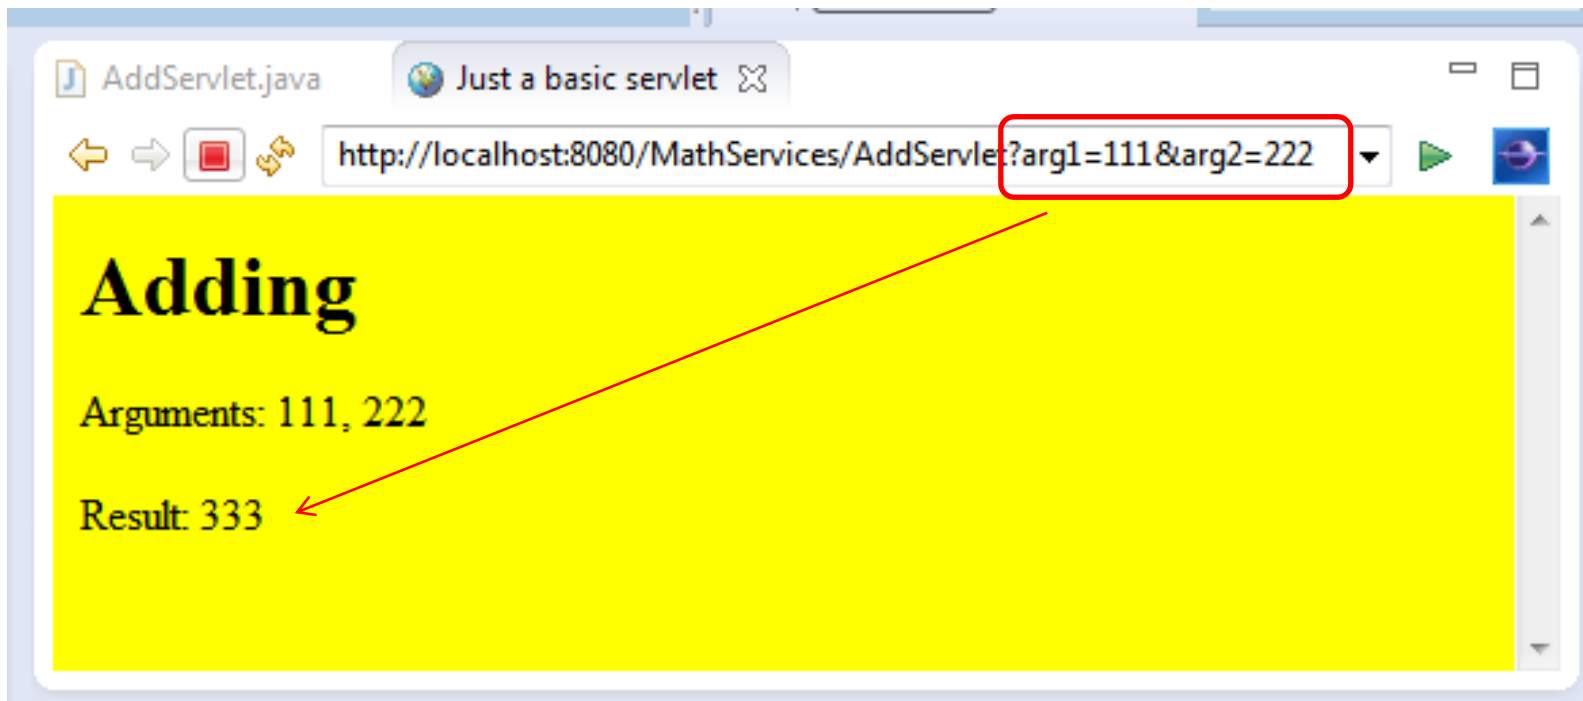 AddServlet.java Just a basic servlet
http://localhost:8080/MathServices/AddServlet?arg1=111&arg2=222
Adding
Arguments: 111, 222
Result: 333